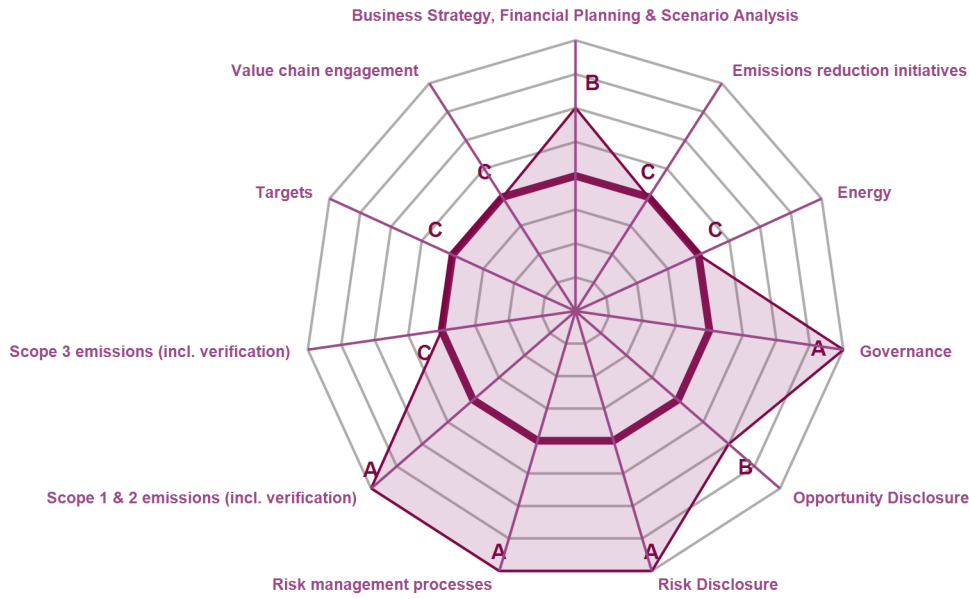 Business Strategy, Financial Planning & Scenario Analysis
Value chain engagement
Emissions reduction initiatives
B
C
C
Targets
Energy
C
C
A
Scope 3 emissions (incl. verification)
C
Governance
A
B
Scope 1 & 2 emissions (incl. verification)
Opportunity Disclosure
A
A
Risk management processes
Risk Disclosure